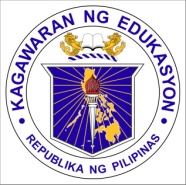 KAGAWARAN NG EDUKASYON
REPUBLIKA NG PILIPINAS